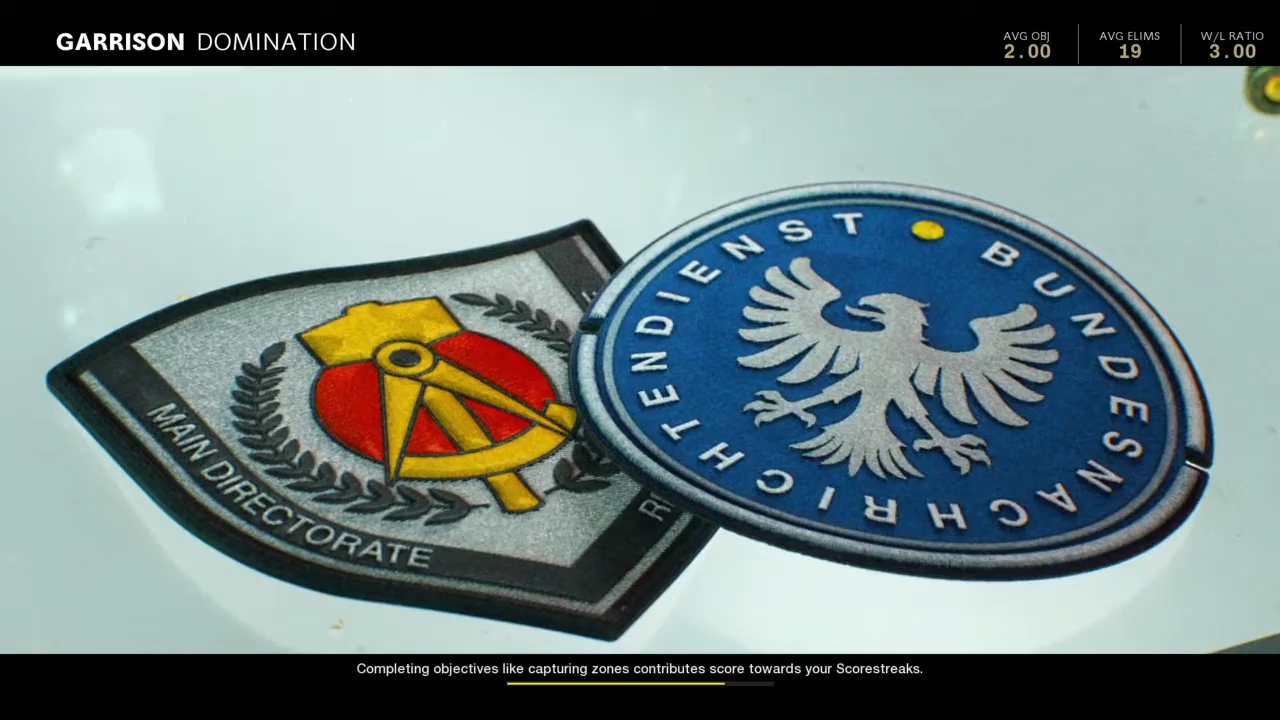 GARRISON DOMINATION
AVG OBJ
2.00
AVG ELIMS
19
W/L RATIO
3.00
MAIN DIRECTORATE
BUNDESNACHRICHTENDIENST
Completing objectives like capturing zones contributes score towards your Scorestreaks.